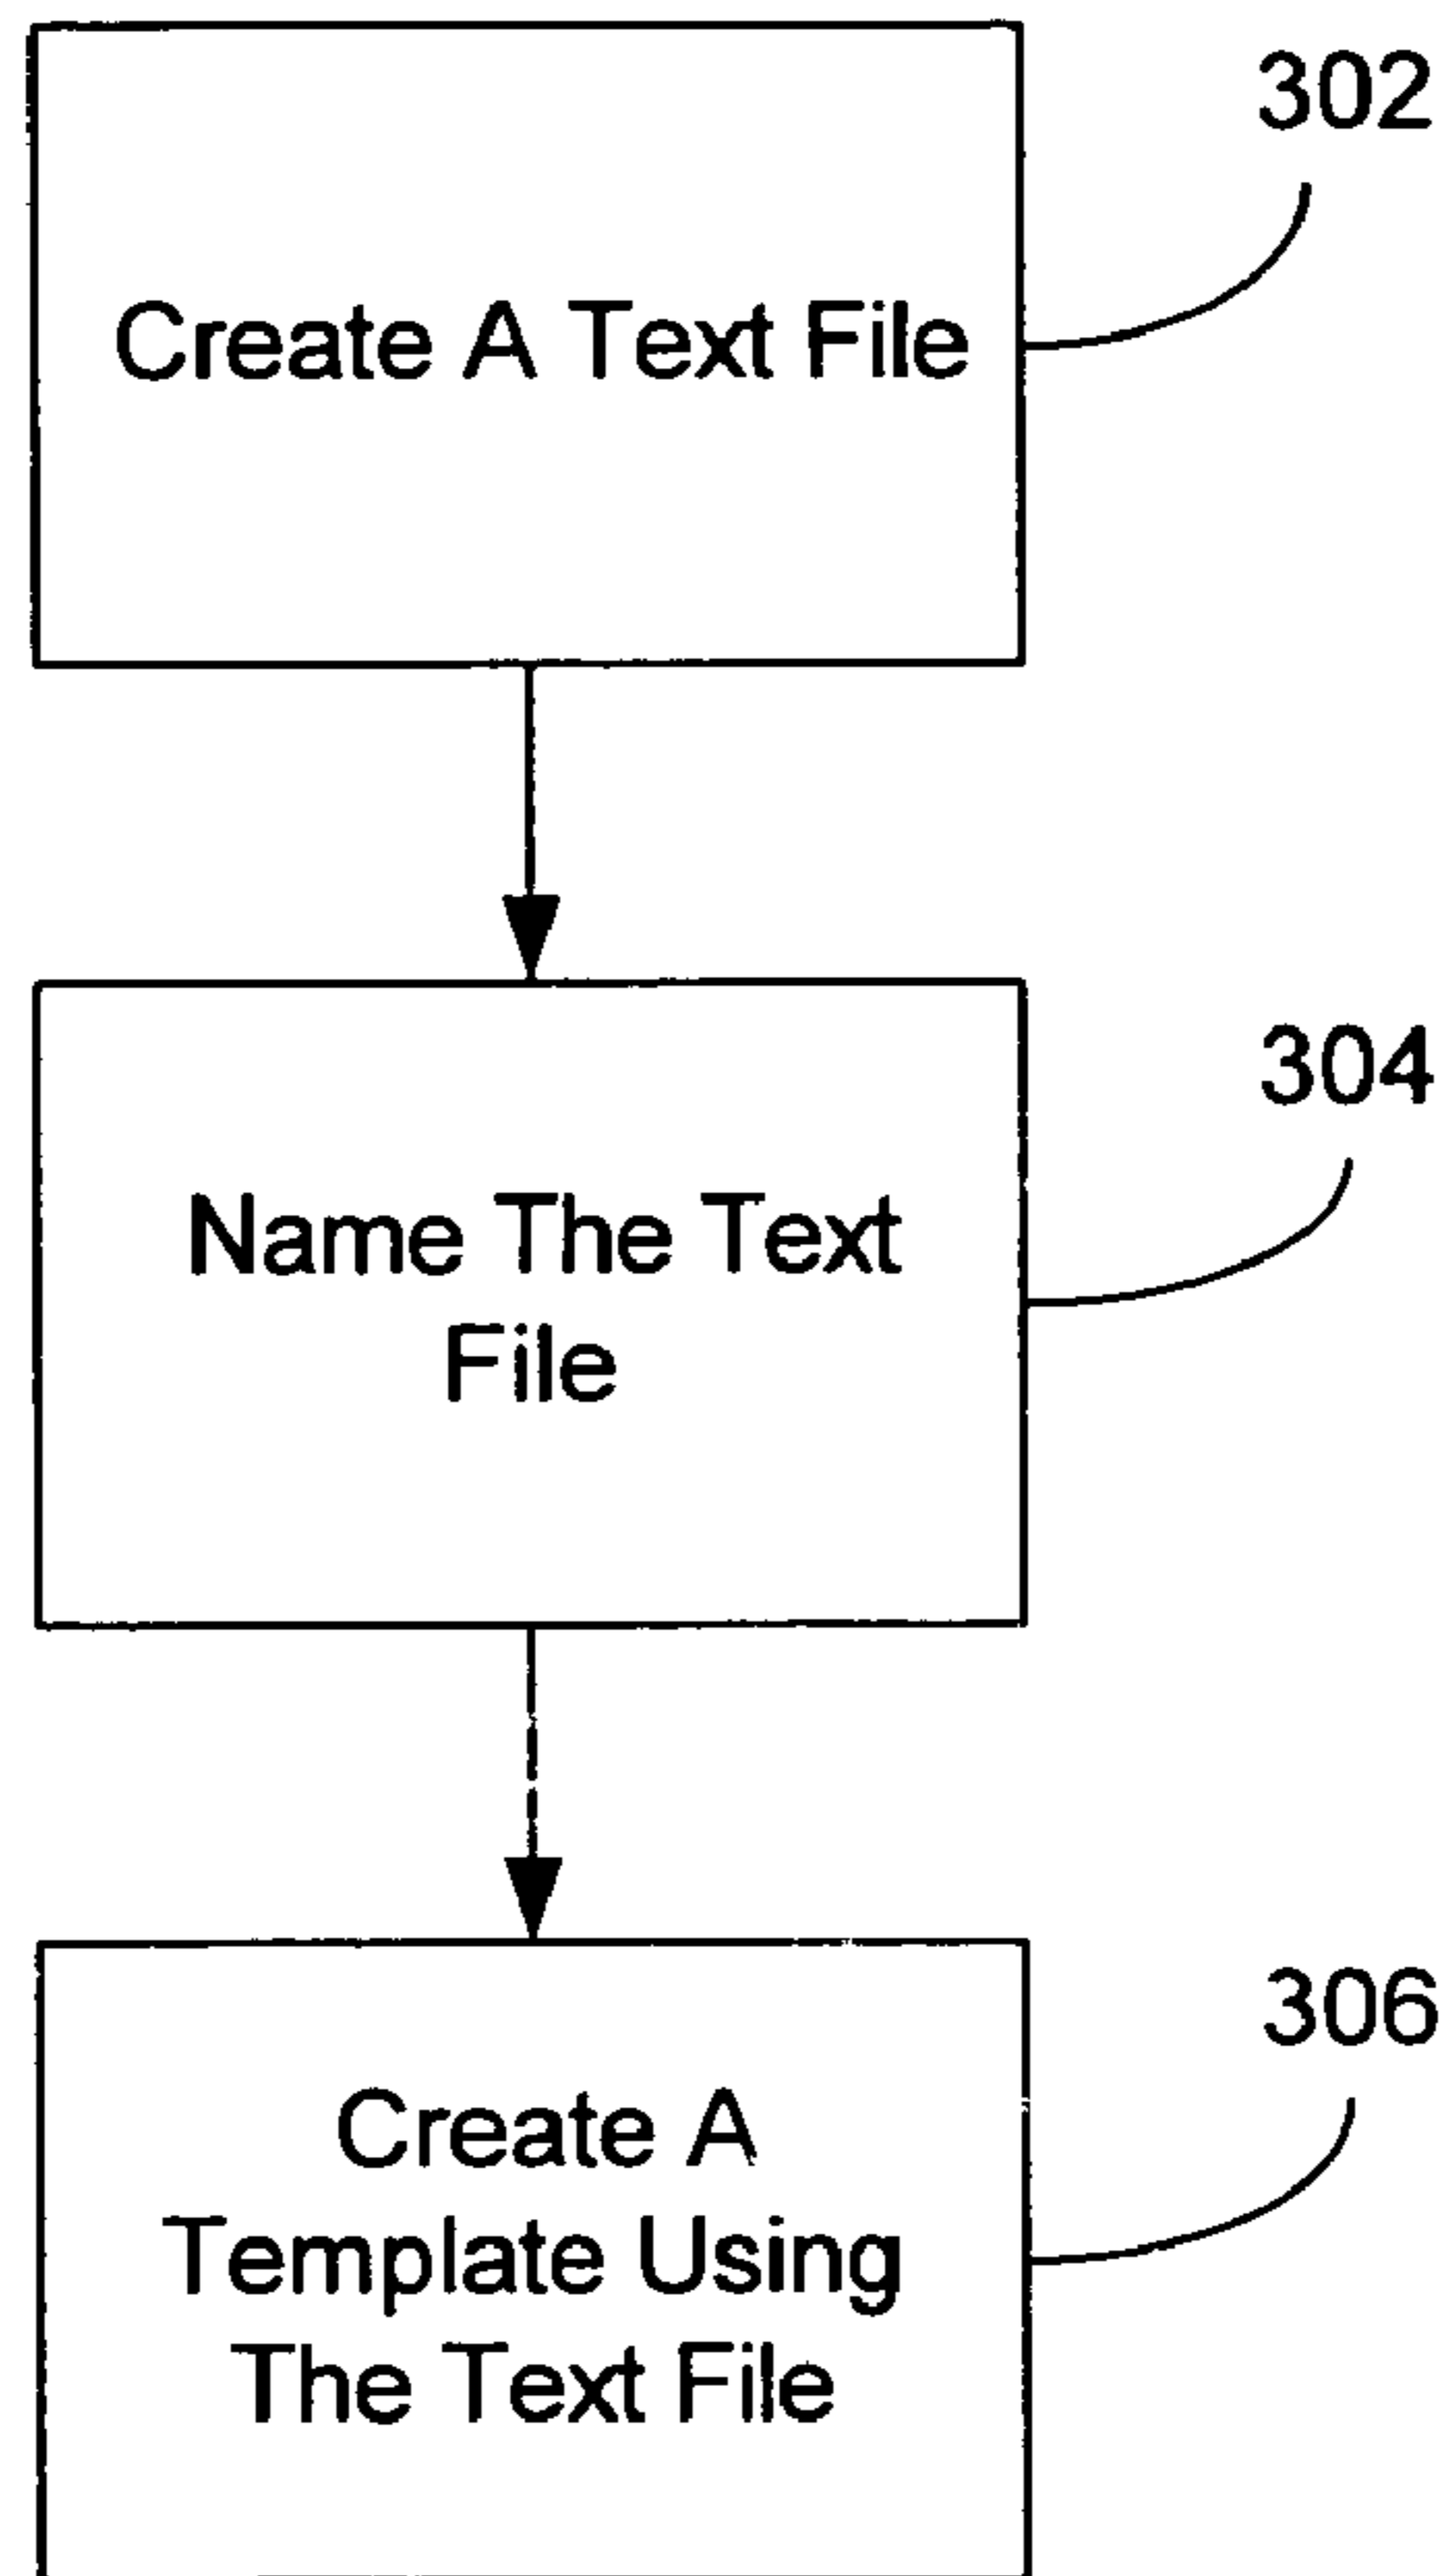 302
Create A Text File
304
Name The Text
File
306
Create A
Template Using
The Text File